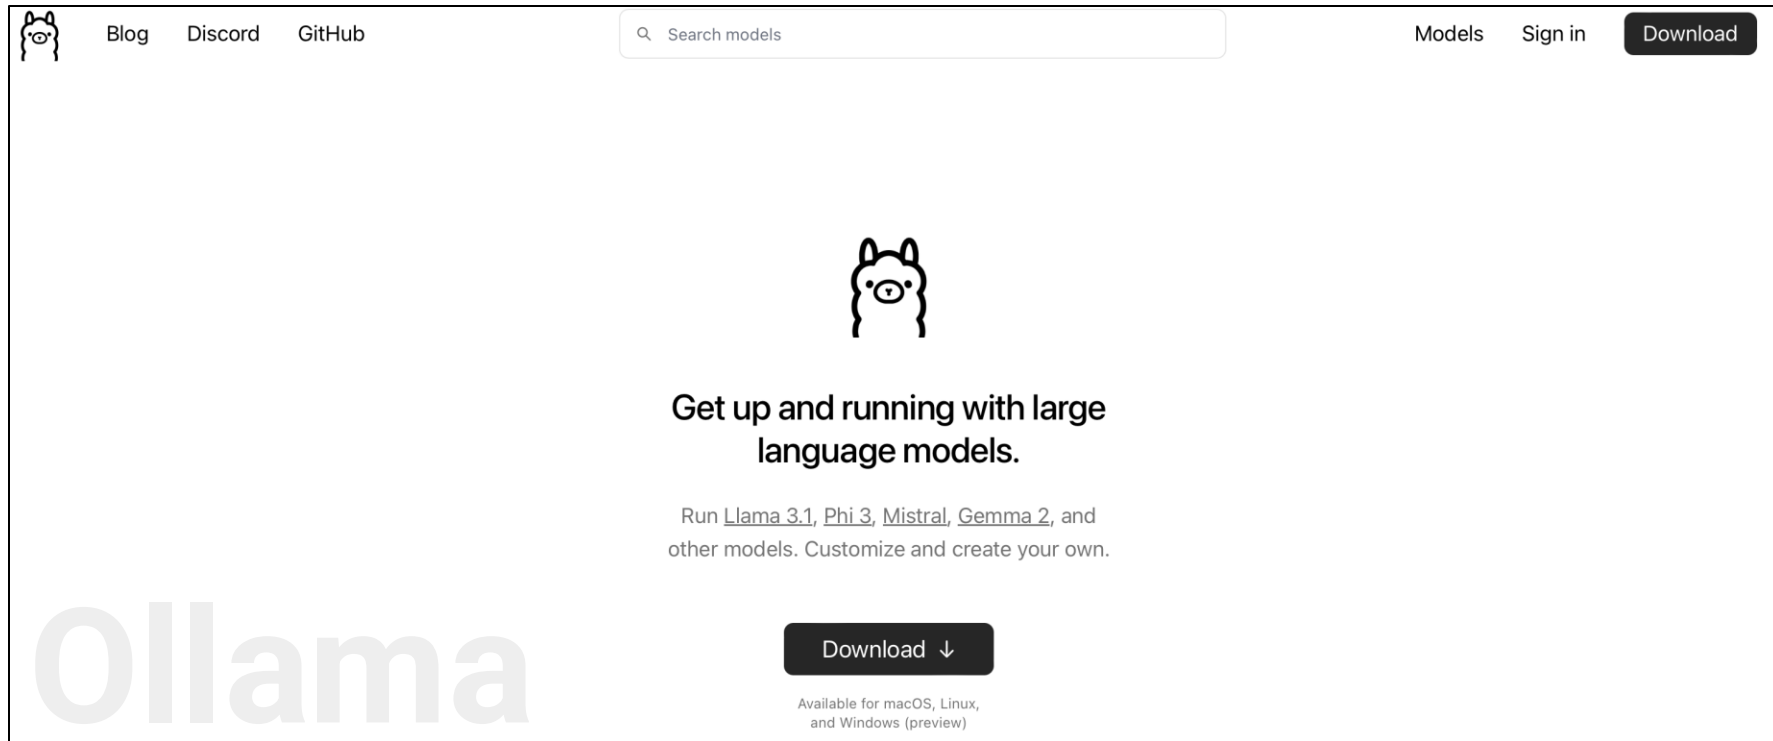 Blog Discord GitHub Search models Models Sign in Download
Get up and running with large
language models.
Run Llama 3.1, Phi 3, Mistral, Gemma 2, and
other models. Customize and create your own.
Download ↓
Available for macOS, Linux,
and Windows (preview)
Ollama